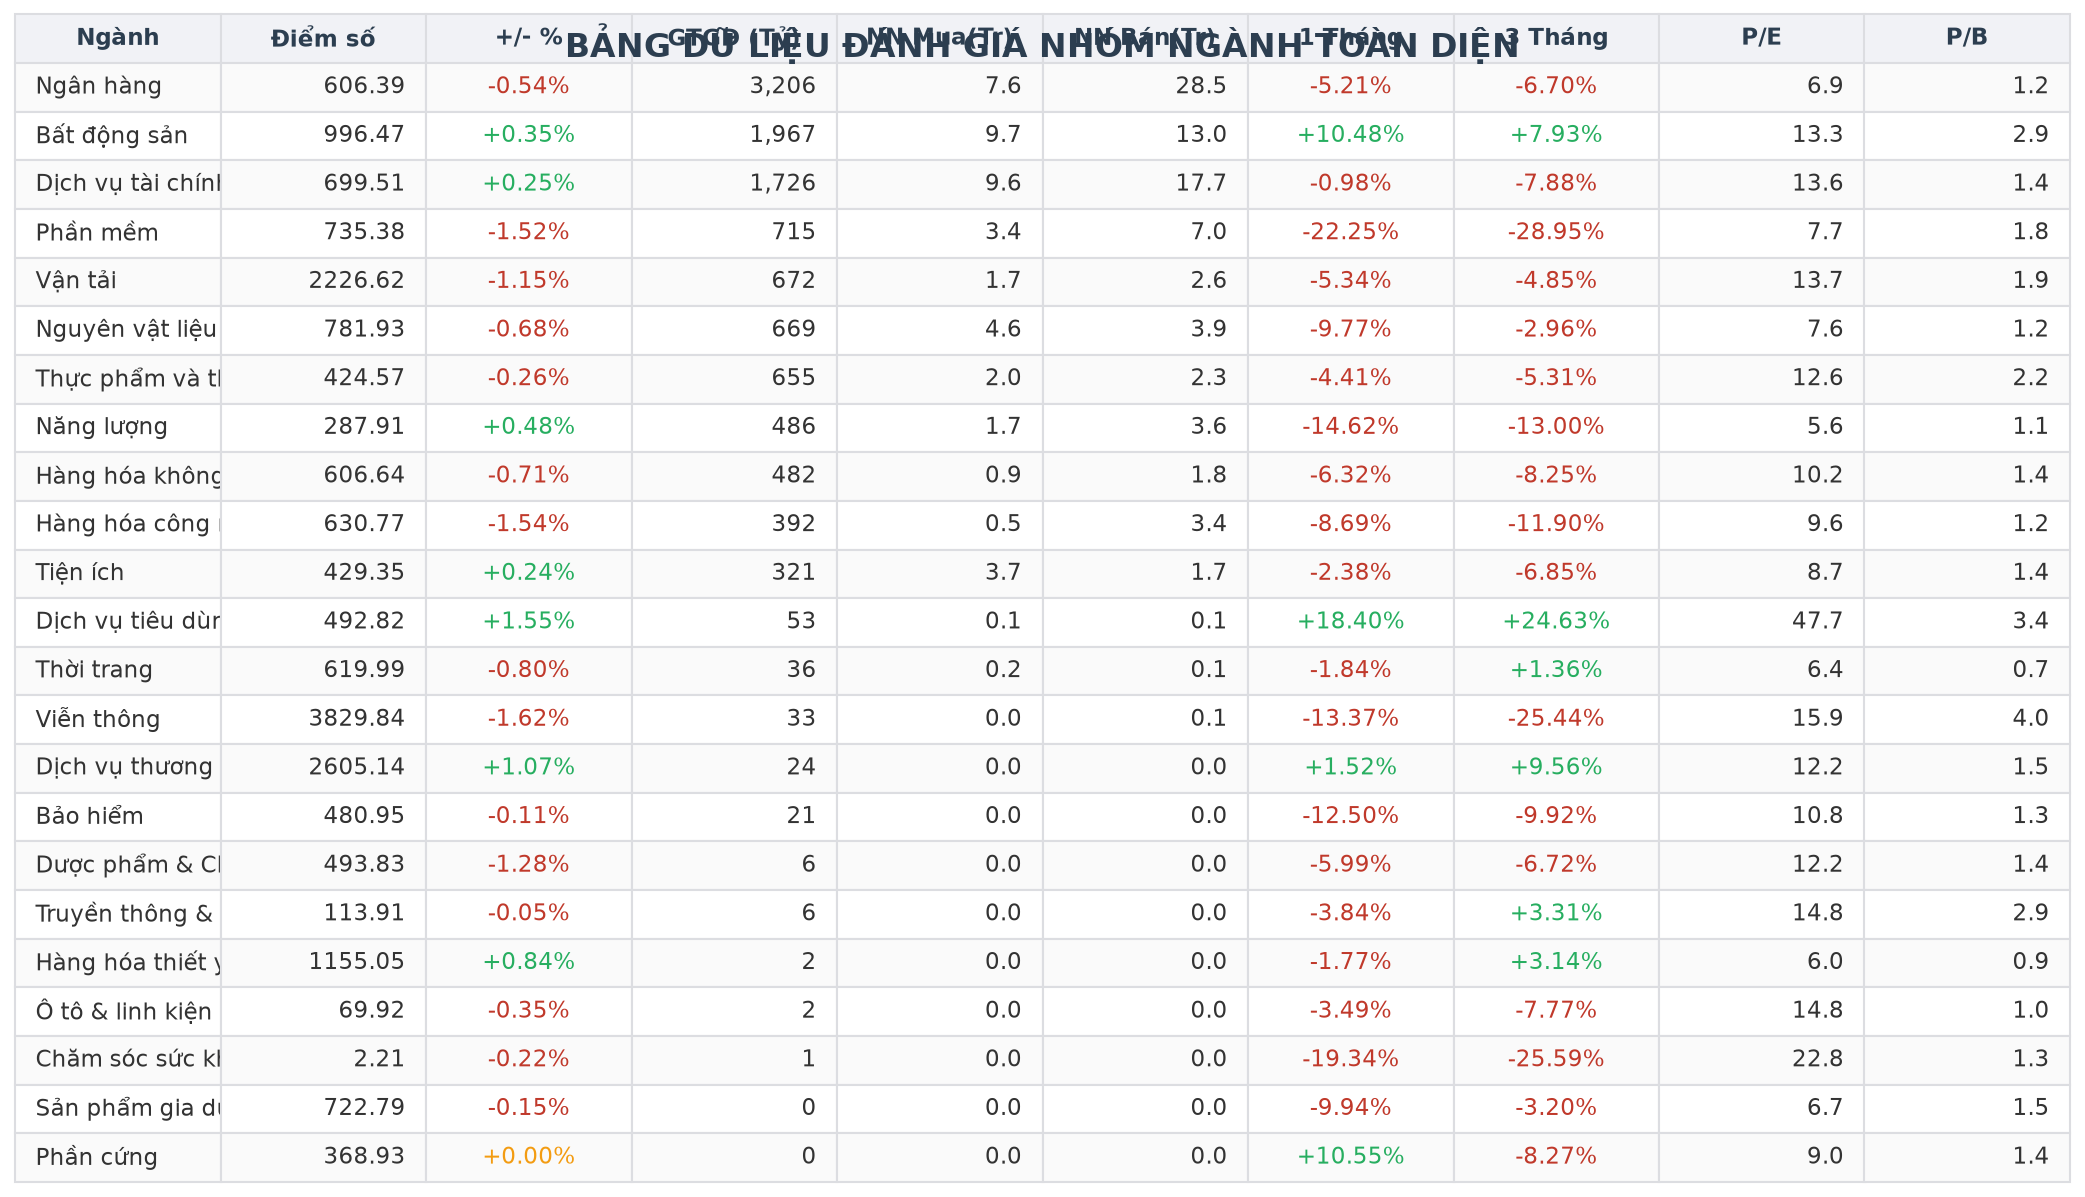 BẢNG DỮ LIỆU ĐÁNH GIÁ NHÓM NGÀNH TOÀN DIỆN
Ngành Điểm số +/- % GTGD (Tỷ) NN Mua(Tr) NN Bán(Tr) 1 Tháng 3 Tháng P/E P/B
Ngân hàng 606.39 -0.54% 3,206 7.6 28.5 -5.21% -6.70% 6.9 1.2
Bất động sản 996.47 +0.35% 1,967 9.7 13.0 +10.48% +7.93% 13.3 2.9
Dịch vụ tài chính 699.51 +0.25% 1,726 9.6 17.7 -0.98% -7.88% 13.6 1.4
Phần mềm 735.38 -1.52% 715 3.4 7.0 -22.25% -28.95% 7.7 1.8
Vận tải 2226.62 -1.15% 672 1.7 2.6 -5.34% -4.85% 13.7 1.9
Nguyên vật liệu 781.93 -0.68% 669 4.6 3.9 -9.77% -2.96% 7.6 1.2
Thực phẩm và 424.57 -0.26% 655 2.0 2.3 -4.41% -5.31% 12.6 2.2
Năng lượng 287.91 +0.48% 486 1.7 3.6 -14.62% -13.00% 5.6 1.1
Hàng hóa không 606.64 -0.71% 482 0.9 1.8 -6.32% -8.25% 10.2 1.4
Hàng hóa công 630.77 -1.54% 392 0.5 3.4 -8.69% -11.90% 9.6 1.2
Tiện ích 429.35 +0.24% 321 3.7 1.7 -2.38% -6.85% 8.7 1.4
Dịch vụ tiêu 492.82 +1.55% 53 0.1 0.1 +18.40% +24.63% 47.7 3.4
Thời trang 619.99 -0.80% 36 0.2 0.1 -1.84% +1.36% 6.4 0.7
Viễn thông 3829.84 -1.62% 33 0.0 0.1 -13.37% -25.44% 15.9 4.0
Dịch vụ thương 2605.14 +1.07% 24 0.0 0.0 +1.52% +9.56% 12.2 1.5
Bảo hiểm 480.95 -0.11% 21 0.0 0.0 -12.50% -9.92% 10.8 1.3
Dược phẩm & 493.83 -1.28% 6 0.0 0.0 -5.99% -6.72% 12.2 1.4
Truyền thông & 113.91 -0.05% 6 0.0 0.0 -3.84% +3.31% 14.8 2.9
Hàng hóa thiết 1155.05 +0.84% 2 0.0 0.0 -1.77% +3.14% 6.0 0.9
Ô tô & linh kiện 69.92 -0.35% 2 0.0 0.0 -3.49% -7.77% 14.8 1.0
Chăm sóc sức 2.21 -0.22% 1 0.0 0.0 -19.34% -25.59% 22.8 1.3
Sản phẩm gia 722.79 -0.15% 0 0.0 0.0 -9.94% -3.20% 6.7 1.5
Phần cứng 368.93 +0.00% 0 0.0 0.0 +10.55% -8.27% 9.0 1.4